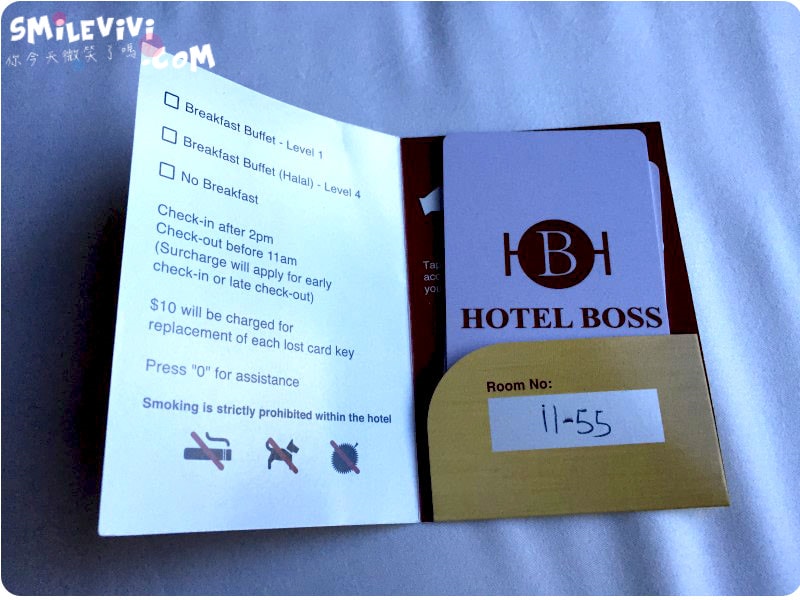 SMiLEViVi
你今天微笑了嗎
.COM
Breakfast Buffet - Level 1
Breakfast Buffet (Halal) - Level 4
No Breakfast
Check-in after 2pm
Check-out before 11am
(Surcharge will apply for early
check-in or late check-out)
$10 will be charged for
replacement of each lost card key
Press "0" for assistance
Smoking is strictly prohibited within the hotel
B
HOTEL BOSS
Room No:
11-55